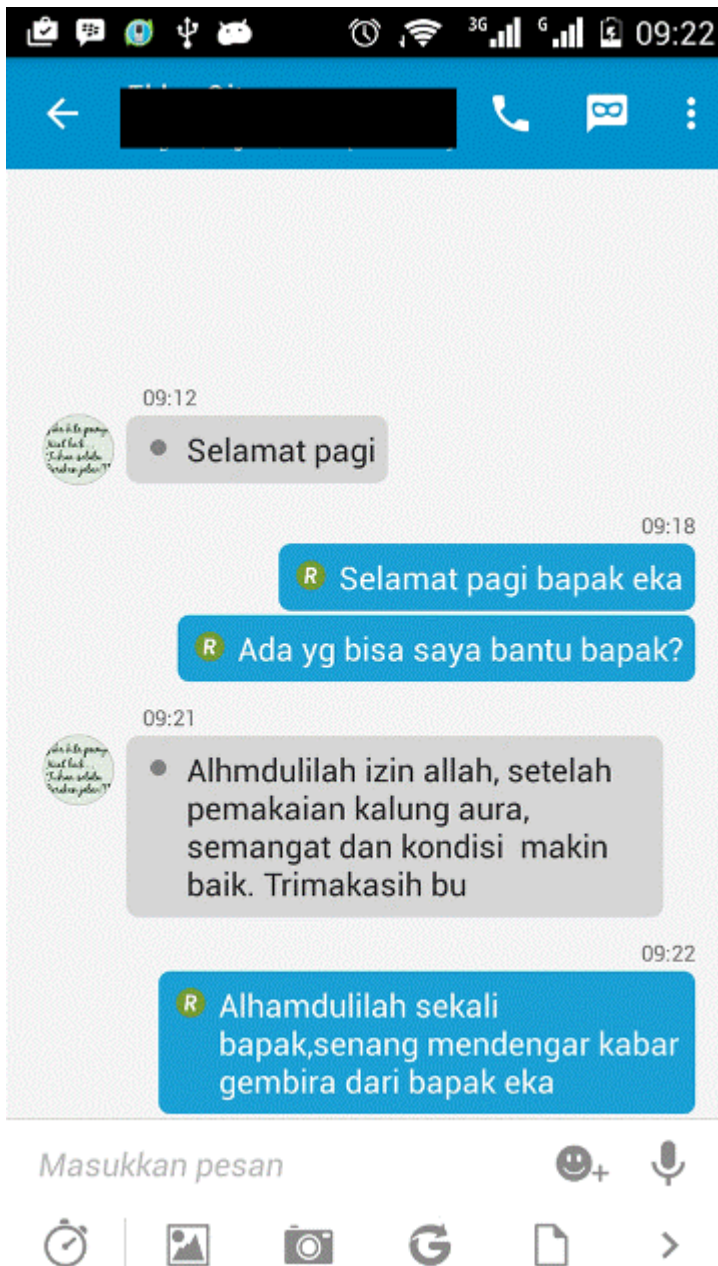 3G G 09:22
09:12
Selamat pagi
09:18
R Selamat pagi bapak eka
R Ada yg bisa saya bantu bapak?
09:21
Alhmdulilah izin allah, setelah
pemakaian kalung aura,
semangat dan kondisi makin
baik. Trimakasih bu
09:22
R Alhamdulilah sekali
bapak,senang mendengar kabar
gembira dari bapak eka
Masukkan pesan